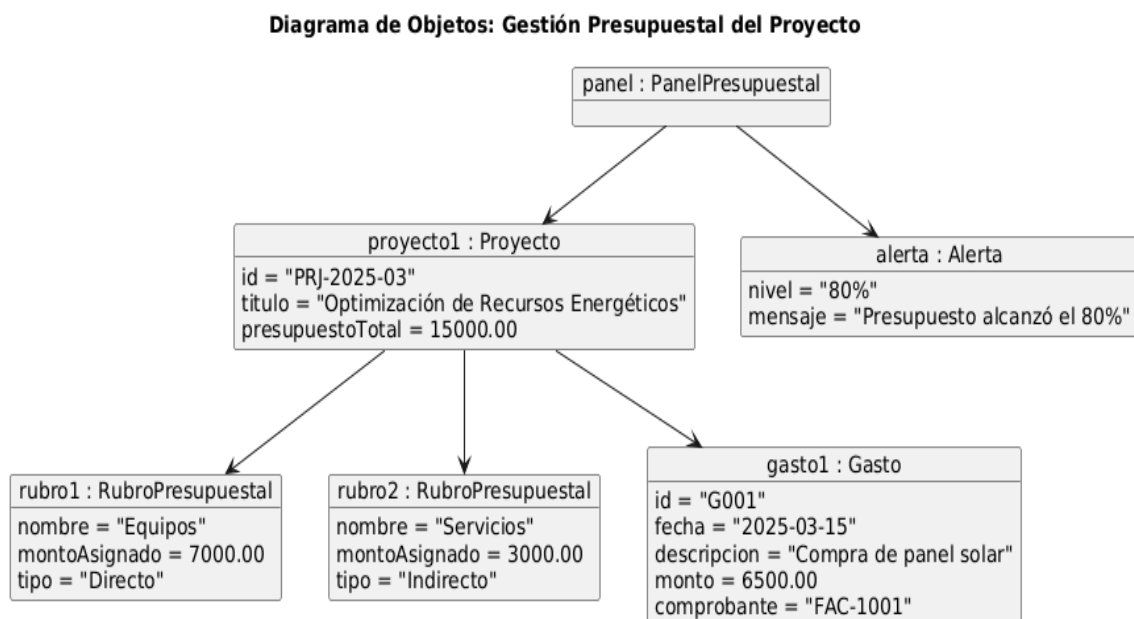 Diagrama de Objetos: Gestión Presupuestal del Proyecto
panel : PanelPresupuestal
proyecto1 : Proyecto
id = "PRJ-2025-03"
titulo = "Optimización de Recursos Energéticos"
presupuestoTotal = 15000.00
alerta : Alerta
nivel = "80%"
mensaje = "Presupuesto alcanzó el 80%"
rubro1 : RubroPresupuestal
nombre = "Equipos"
montoAsignado = 7000.00
tipo = "Directo"
rubro2 : RubroPresupuestal
nombre = "Servicios"
montoAsignado = 3000.00
tipo = "Indirecto"
gasto1 : Gasto
id = "G001"
fecha = "2025-03-15"
descripcion = "Compra de panel solar"
monto = 6500.00
comprobante = "FAC-1001"